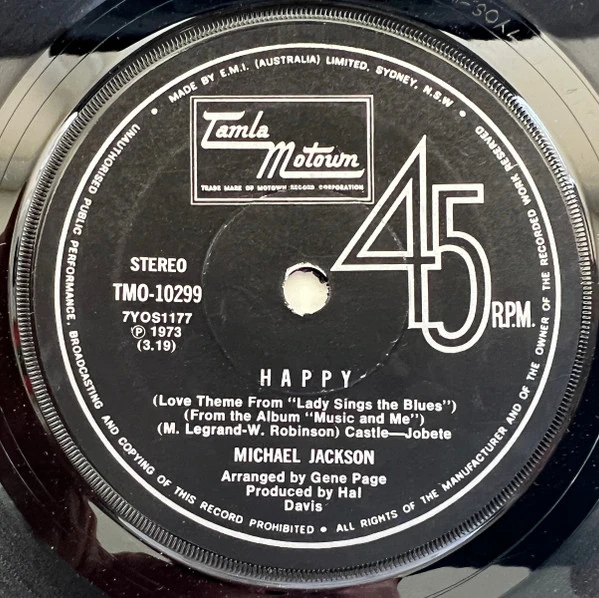 7YOS-
MADE BY E.M.I. (AUSTRALIA) LIMITED, SYDNEY, N.S.W. • UNAUTHORISED PUBLIC PERFORMANCE, BROADCASTING AND COPYING OF THIS RECORD PROHIBITED • ALL RIGHTS OF THE MANUFACTURER AND OF THE OWNER OF THE RECORDED WORK RESERVED •
Tamla
Motown
TRADE MARK OF MOTOWN RECORD CORPORATION
45 R.P.M.
STEREO
TMO-10299
7YOS1177
Ⓟ 1973
(3.19)
HAPPY
(Love Theme From "Lady Sings the Blues")
(From the Album "Music and Me")
(M. Legrand-W. Robinson) Castle—Jobete
MICHAEL JACKSON
Arranged by Gene Page
Produced by Hal
Davis